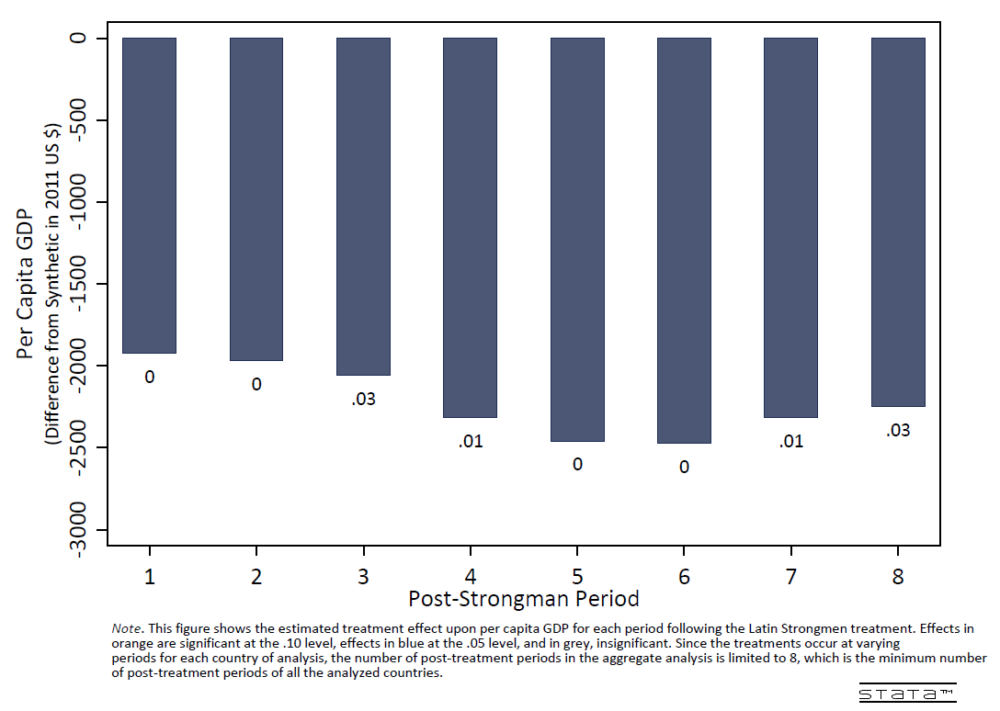 Per Capita GDP
(Difference from Synthetic in 2011 US $)
0
-500
-1000
-1500
-2000
-2500
-3000
0
0
.03
.01
0
0
.01
.03
1 2 3 4 5 6 7 8
Post-Strongman Period
Note. This figure shows the estimated treatment effect upon per capita GDP for each period following the Latin Strongmen treatment. Effects in
orange are significant at the .10 level, effects in blue at the .05 level, and in grey, insignificant. Since the treatments occur at varying
periods for each country of analysis, the number of post-treatment periods in the aggregate analysis is limited to 8, which is the minimum number
of post-treatment periods of all the analyzed countries.
STATA™